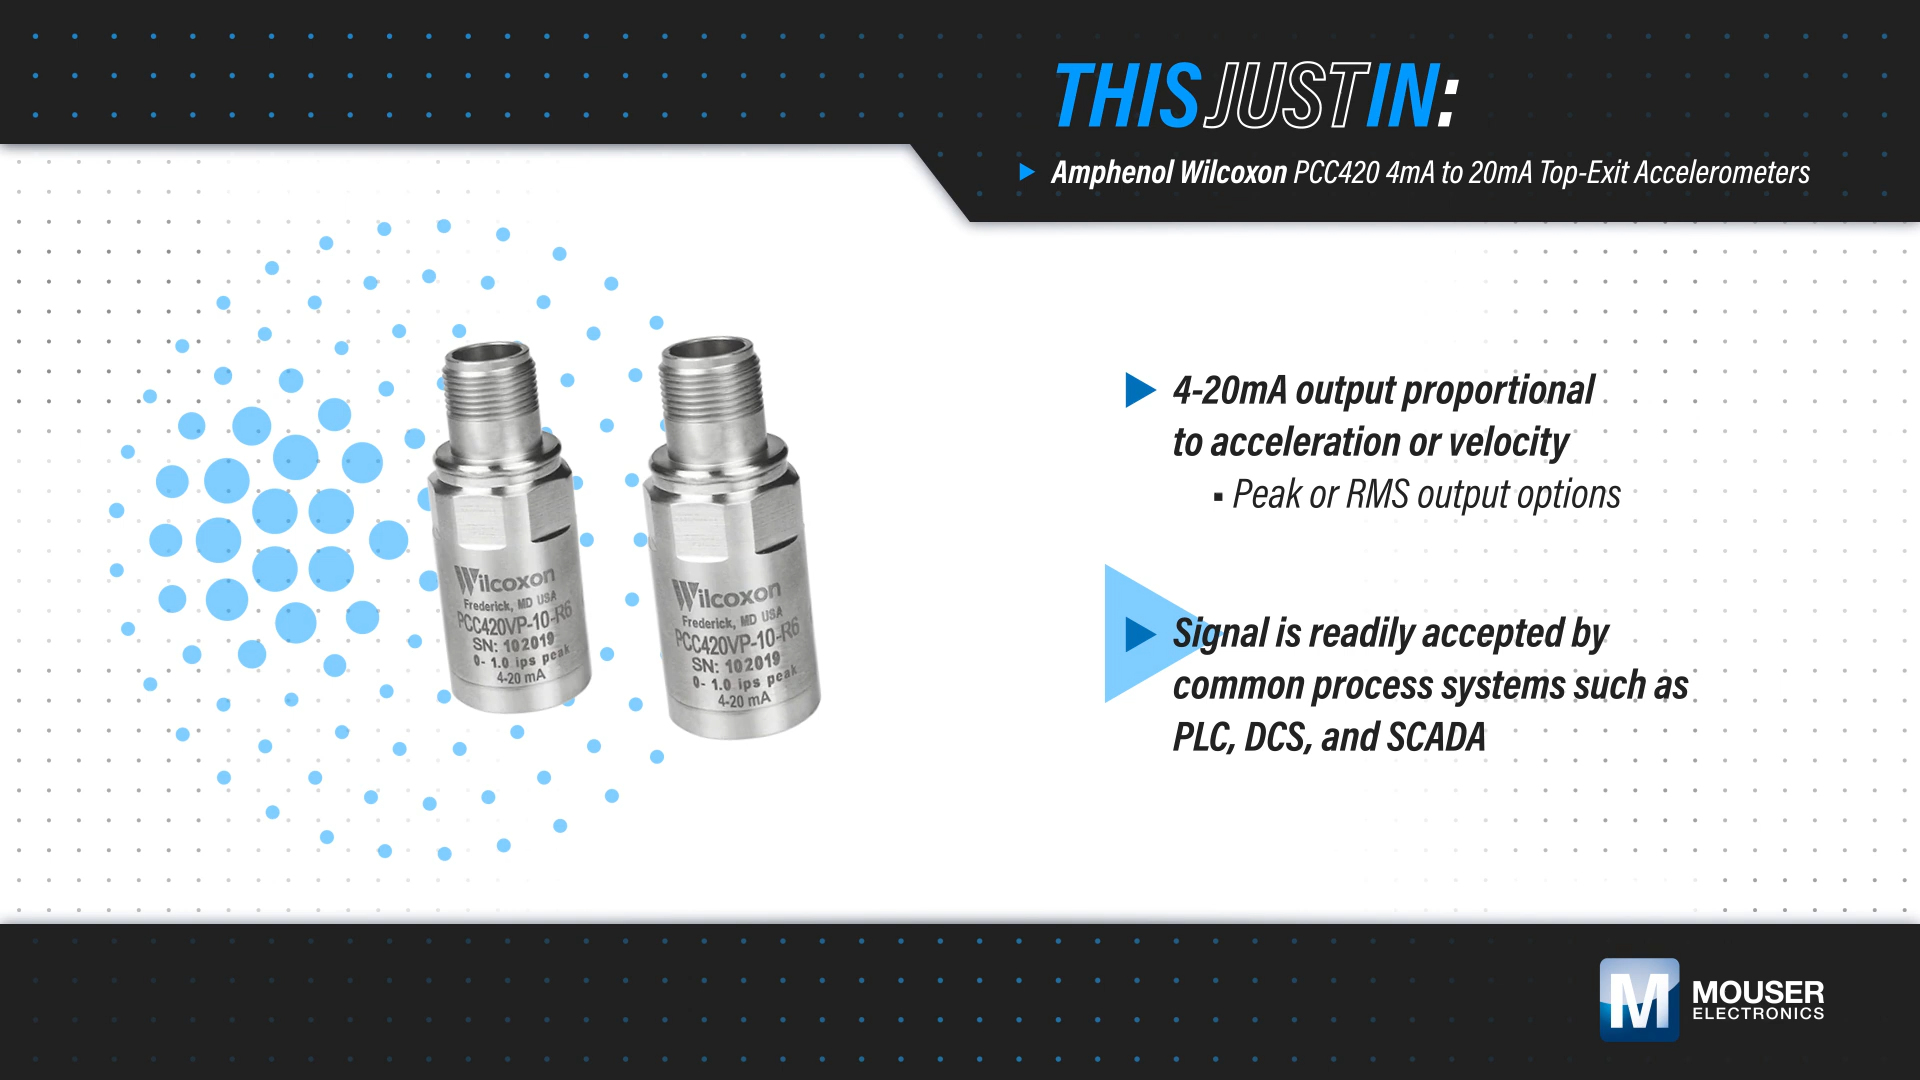 THIS JUST IN:
Amphenol Wilcoxon PCC420 4mA to 20mA Top-Exit Accelerometers
4-20mA output proportional
to acceleration or velocity
▪ Peak or RMS output options
Signal is readily accepted by
common process systems such as
PLC, DCS, and SCADA
Wilcoxon
Frederick, MD USA
PCC420VP-10-R6
SN: 102019
0- 1.0 ips peak
4-20 mA
Wilcoxon
Frederick, MD USA
PCC420VP-10-R6
SN: 102019
0- 1.0 ips peak
4-20 mA
M
MOUSER
ELECTRONICS